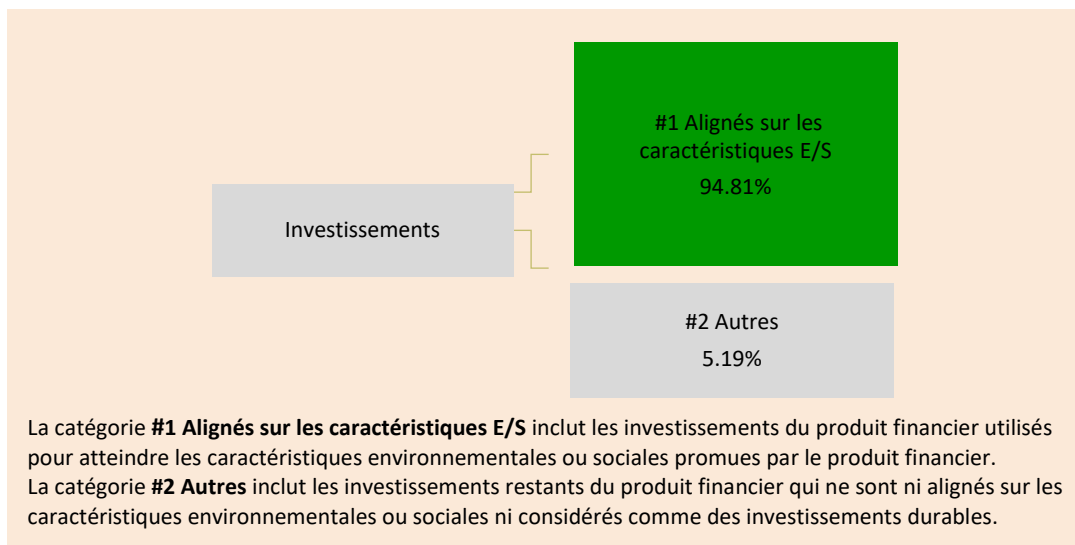 #1 Alignés sur les
caractéristiques E/S
94.81%
Investissements
#2 Autres
5.19%
La catégorie #1 Alignés sur les caractéristiques E/S inclut les investissements du produit financier utilisés
pour atteindre les caractéristiques environnementales ou sociales promues par le produit financier.
La catégorie #2 Autres inclut les investissements restants du produit financier qui ne sont ni alignés sur les
caractéristiques environnementales ou sociales ni considérés comme des investissements durables.